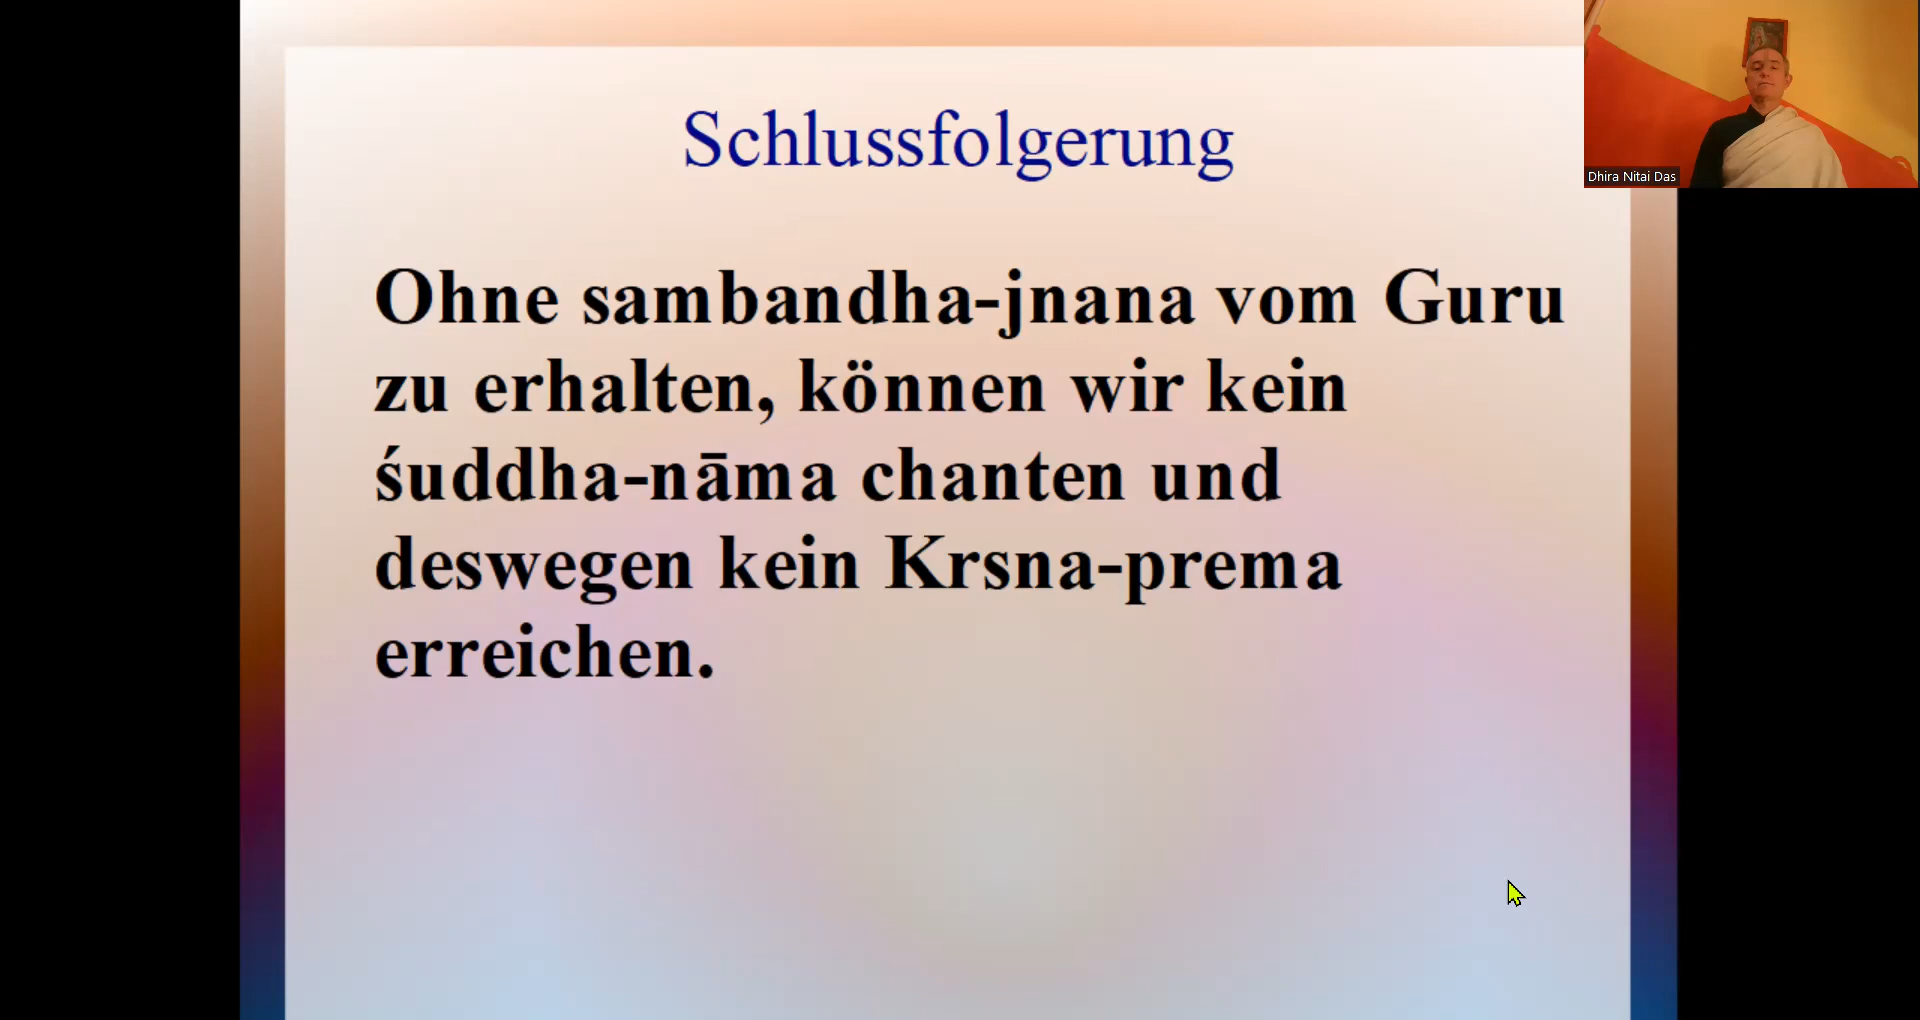 Schlussfolgerung
Dhira Nitai Das
Ohne sambandha-jnana vom Guru
zu erhalten, können wir kein
śuddha-nāma chanten und
deswegen kein Krsna-prema
erreichen.